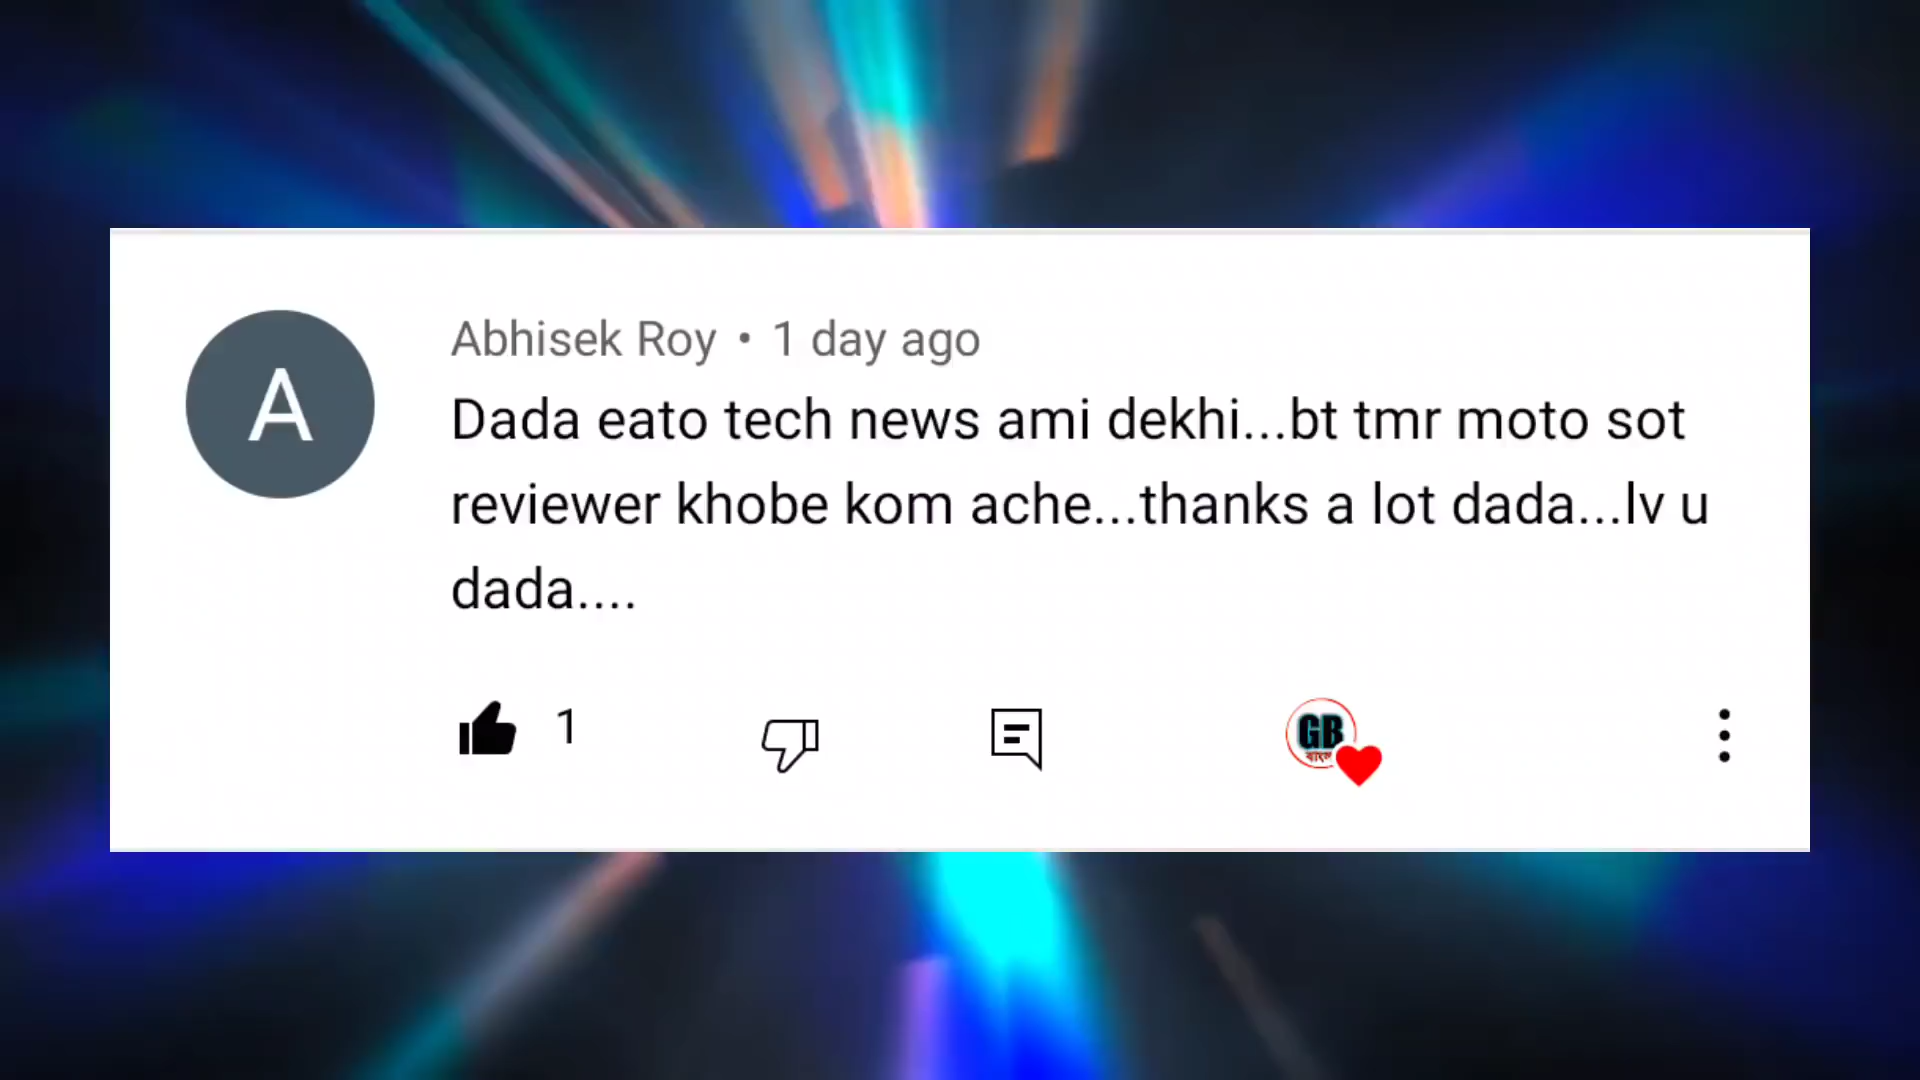 A
Abhisek Roy • 1 day ago
Dada eato tech news ami dekhi...bt tmr moto sot
reviewer khobe kom ache...thanks a lot dada...lv u
dada....
1
GB